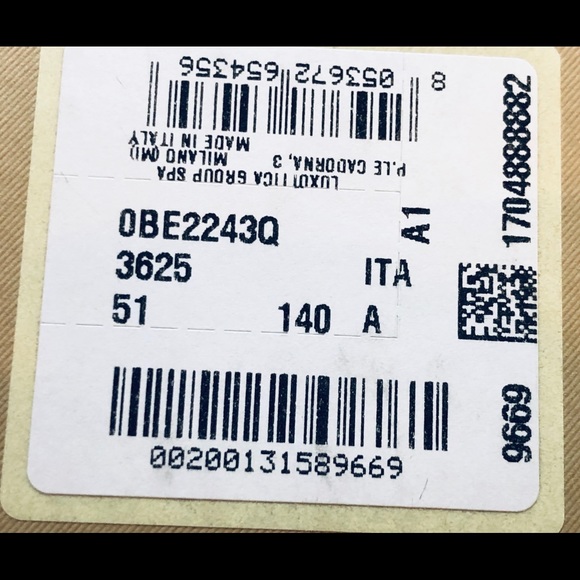 8 053672 654356
LUXOTTICA GROUP SPA
P.LE CADORNA, 3 MILANO (MI)
MADE IN ITALY
0BE2243Q
A1
3625
ITA
51 140 A
00200131589669
1704888882
9669